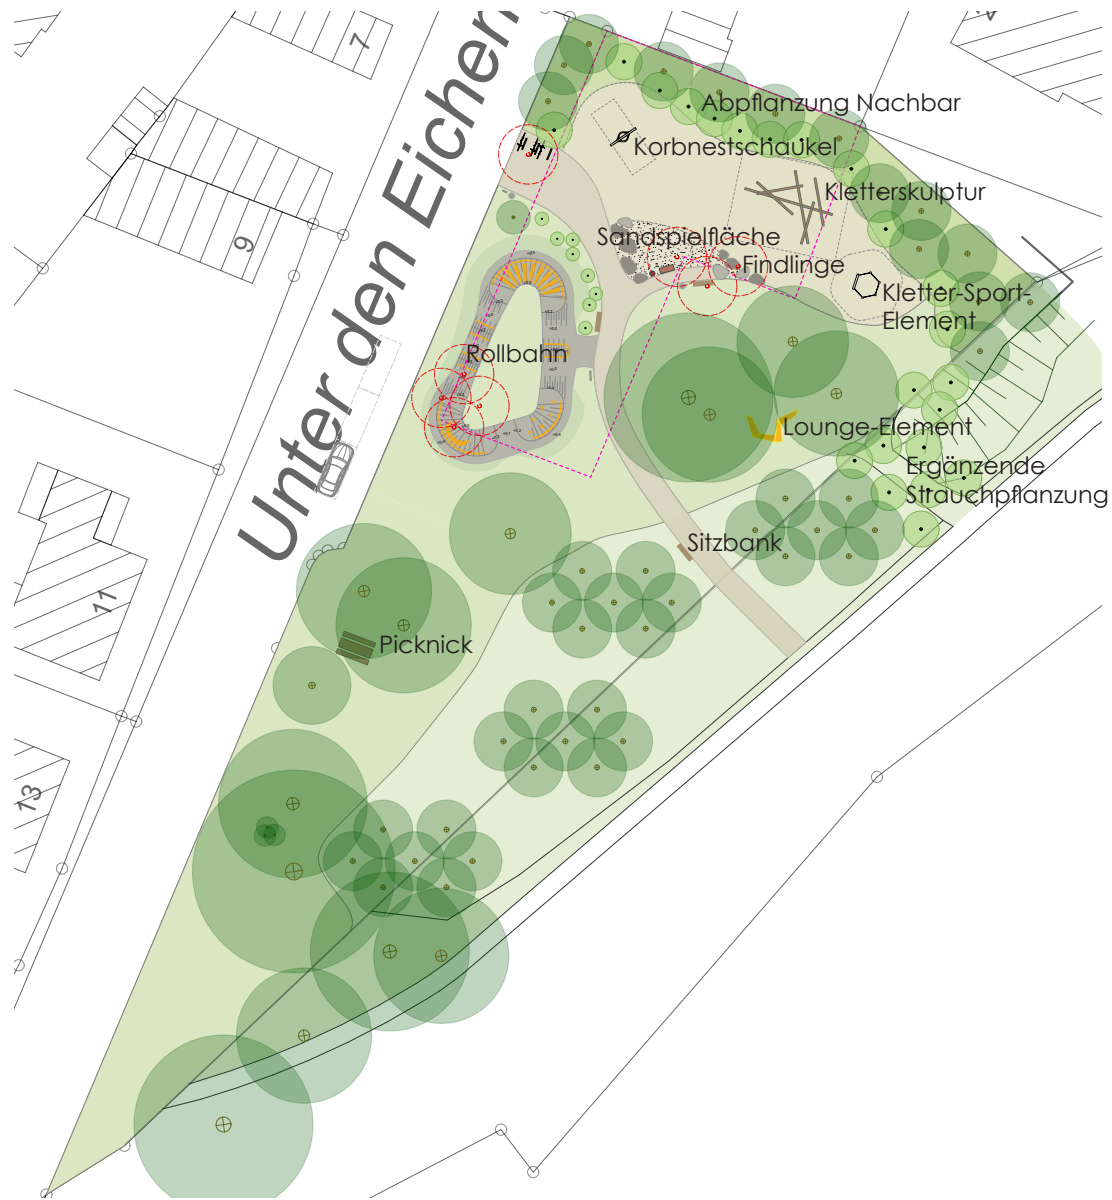 7
Abpflanzung Nachbar
Korbnestschaukel
Kletterskulptur
9
Unter den Eichen
Sandspielfläche
Findlinge
Kletter-Sport-
Element
Rollbahn
Lounge-Element
Ergänzende
Strauchpflanzung
Sitzbank
11
Picknick
13